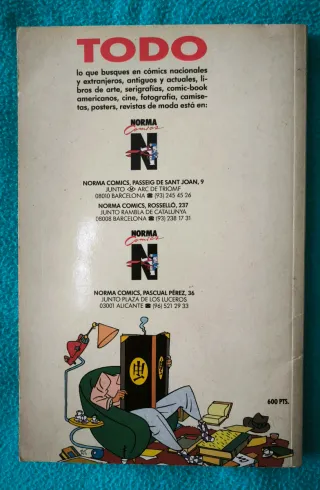 TODO
lo que busques en cómics nacionales
y extranjeros, antiguos y actuales, li-
bros de arte, serigrafías, comic-book
americanos, cine, fotografía, camise-
tas, posters, revistas de moda está en:
NORMA
Comics
N
NORMA COMICS, PASSEIG DE SANT JOAN, 9
JUNTO ARC DE TRIOMF
08010 BARCELONA ☎ (93) 245 45 26
NORMA COMICS, ROSSELLÓ, 237
JUNTO RAMBLA DE CATALUNYA
08008 BARCELONA ☎ (93) 238 17 31
NORMA
Comics
N
NORMA COMICS, PASCUAL PÉREZ, 36
JUNTO PLAZA DE LOS LUCEROS
03001 ALICANTE ☎ (96) 521 29 33
600 PTS.